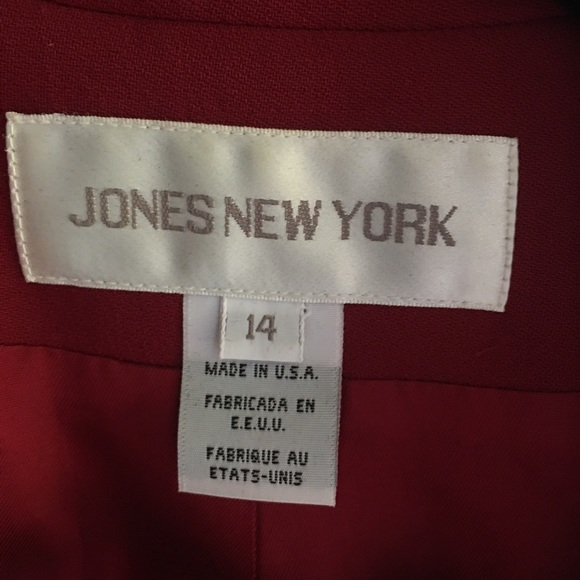 JONES NEW YORK
14
MADE IN U.S.A.
FABRICADA EN
E.E.U.U.
FABRIQUE AU
ETATS-UNIS